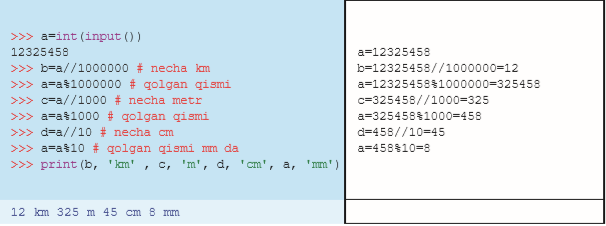 >>> a=int(input())
12325458
>>> b=a//1000000 # necha km
>>> a=a%1000000 # qolgan qismi
>>> c=a//1000 # necha metr
>>> a=a%1000 # qolgan qismi
>>> d=a//10 # necha cm
>>> a=a%10 # qolgan qismi mm da
>>> print(b, 'km' , c, 'm', d, 'cm', a, 'mm')
12 km 325 m 45 cm 8 mm
a=12325458
b=12325458//1000000=12
a=12325458%1000000=325458
c=325458//1000=325
a=325458%1000=458
d=458//10=45
a=458%10=8